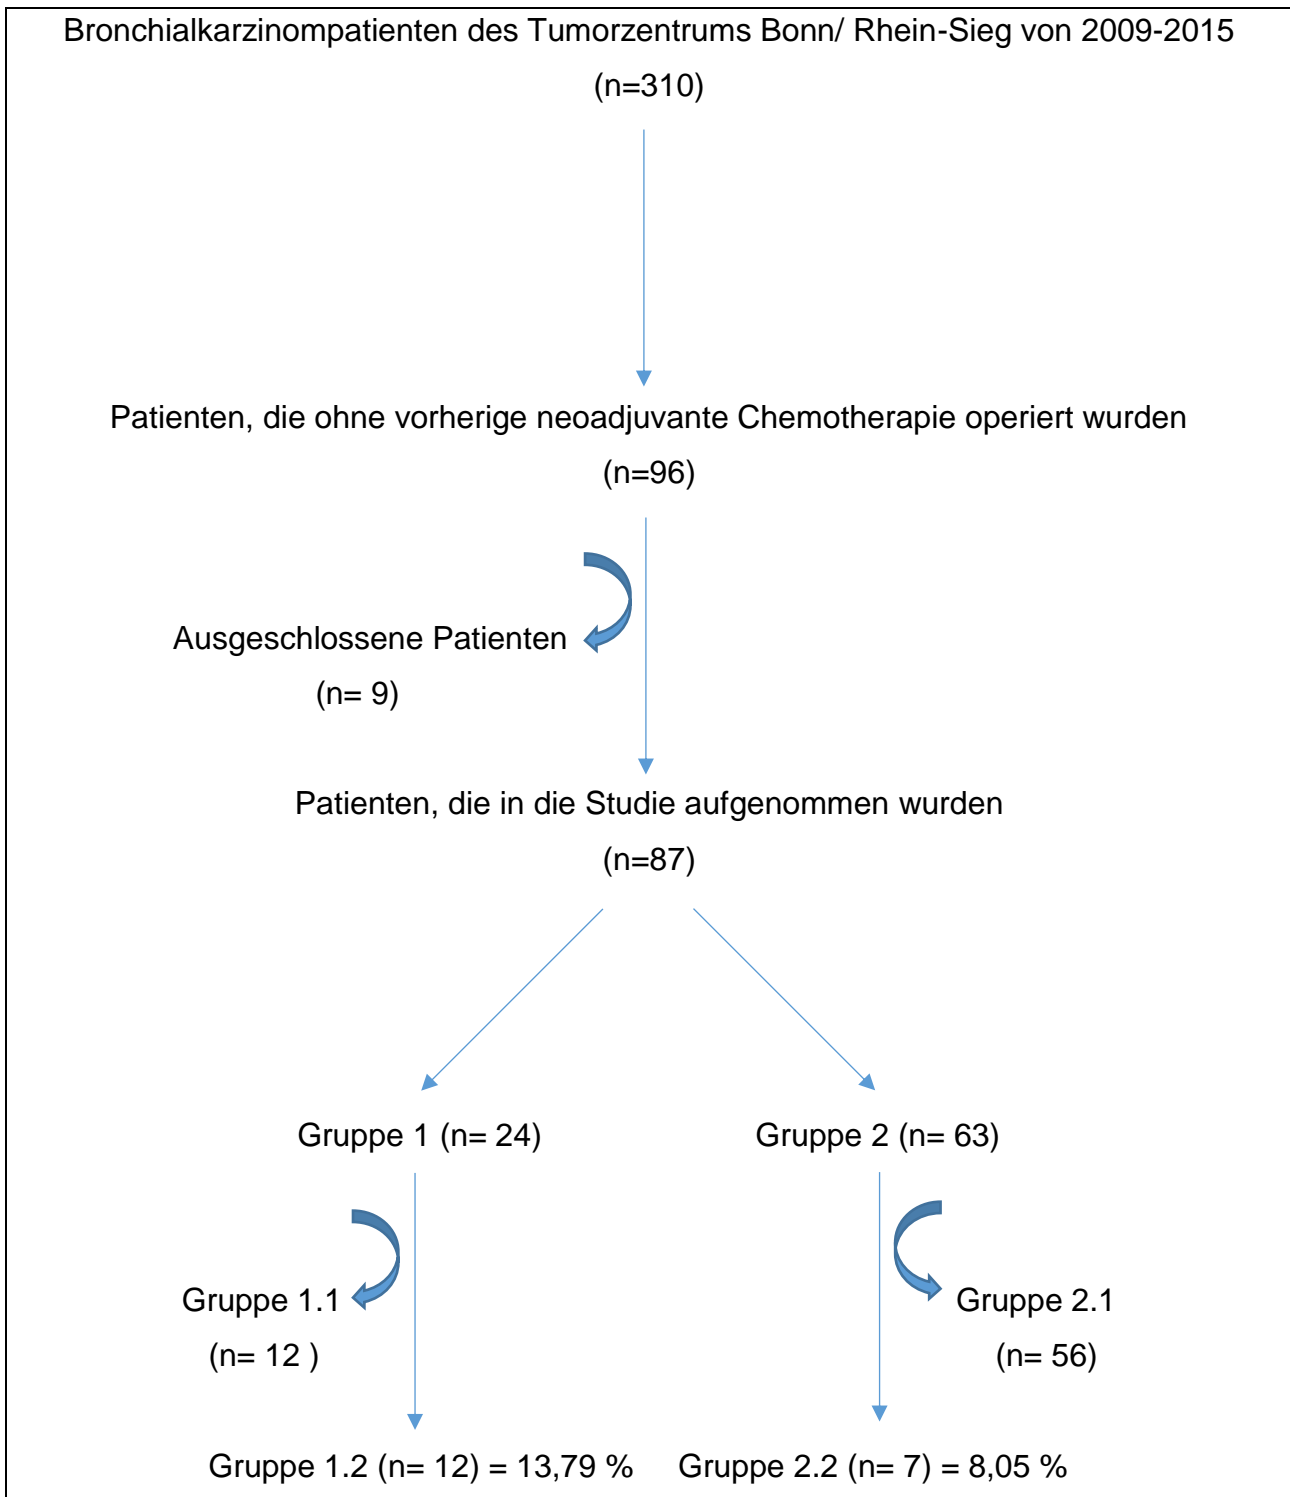 Bronchialkarzinompatienten des Tumorzentrums Bonn/ Rhein-Sieg von 2009-2015
(n=310)
Patienten, die ohne vorherige neoadjuvante Chemotherapie operiert wurden
(n=96)
Ausgeschlossene Patienten
(n= 9)
Patienten, die in die Studie aufgenommen wurden
(n=87)
Gruppe 1 (n= 24)
Gruppe 2 (n= 63)
Gruppe 1.1
(n= 12 )
Gruppe 2.1
(n= 56)
Gruppe 1.2 (n= 12) = 13,79 %
Gruppe 2.2 (n= 7) = 8,05 %